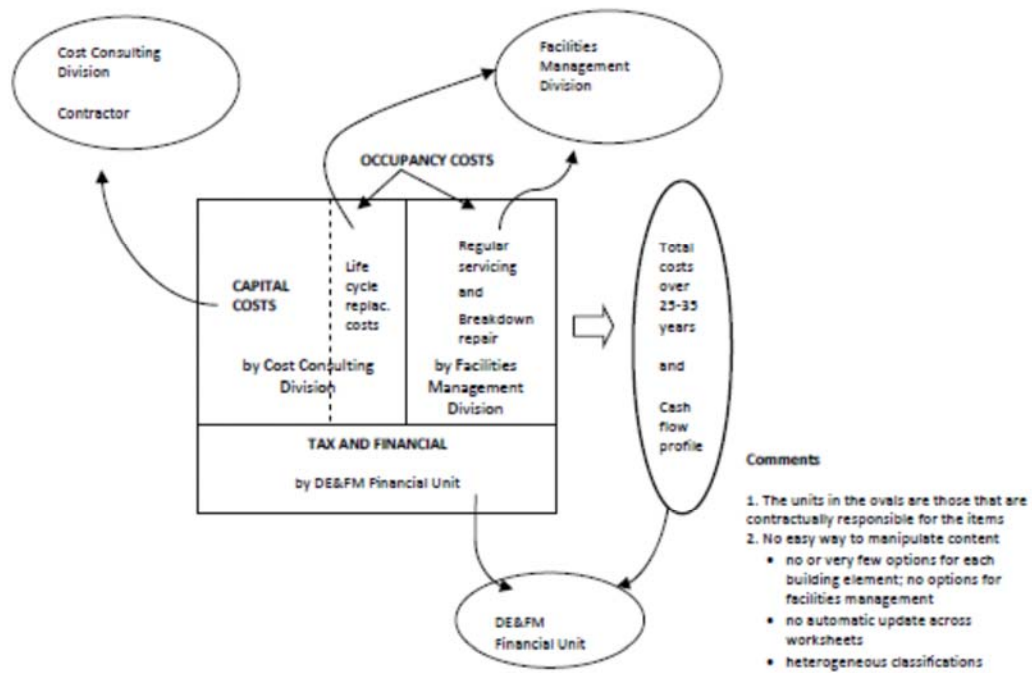 Cost Consulting
Division
Contractor
Facilities
Management
Division
OCCUPANCY COSTS
CAPITAL
COSTS
Life
cycle
replac.
costs
by Cost Consulting
Division
Regular
servicing
and
Breakdown
repair
by Facilities
Management
Division
Total
costs
over
25-35
years
and
Cash
flow
profile
TAX AND FINANCIAL
by DE&FM Financial Unit
DE&FM
Financial Unit
Comments
1. The units in the ovals are those that are
contractually responsible for the items
2. No easy way to manipulate content
• no or very few options for each
building element; no options for
facilities management
• no automatic update across
worksheets
• heterogeneous classifications